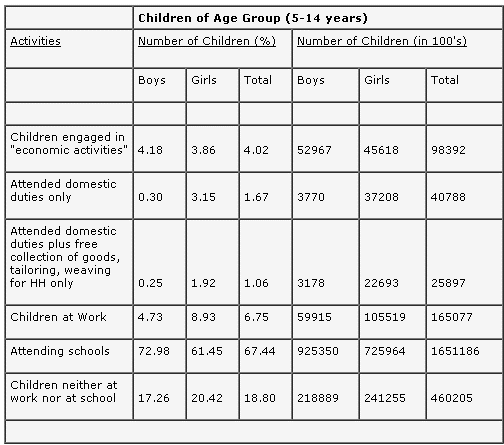 Children of Age Group (5-14 years)
Activities Number of Children (%) Number of Children (in 100's)
Boys Girls Total Boys Girls Total
Children engaged in
"economic activities" 4.18 3.86 4.02 52967 45618 98392
Attended domestic
duties only 0.30 3.15 1.67 3770 37208 40788
Attended domestic
duties plus free
collection of goods,
tailoring, weaving
for HH only 0.25 1.92 1.06 3178 22693 25897
Children at Work 4.73 8.93 6.75 59915 105519 165077
Attending schools 72.98 61.45 67.44 925350 725964 1651186
Children neither at
work nor at school 17.26 20.42 18.80 218889 241255 460205